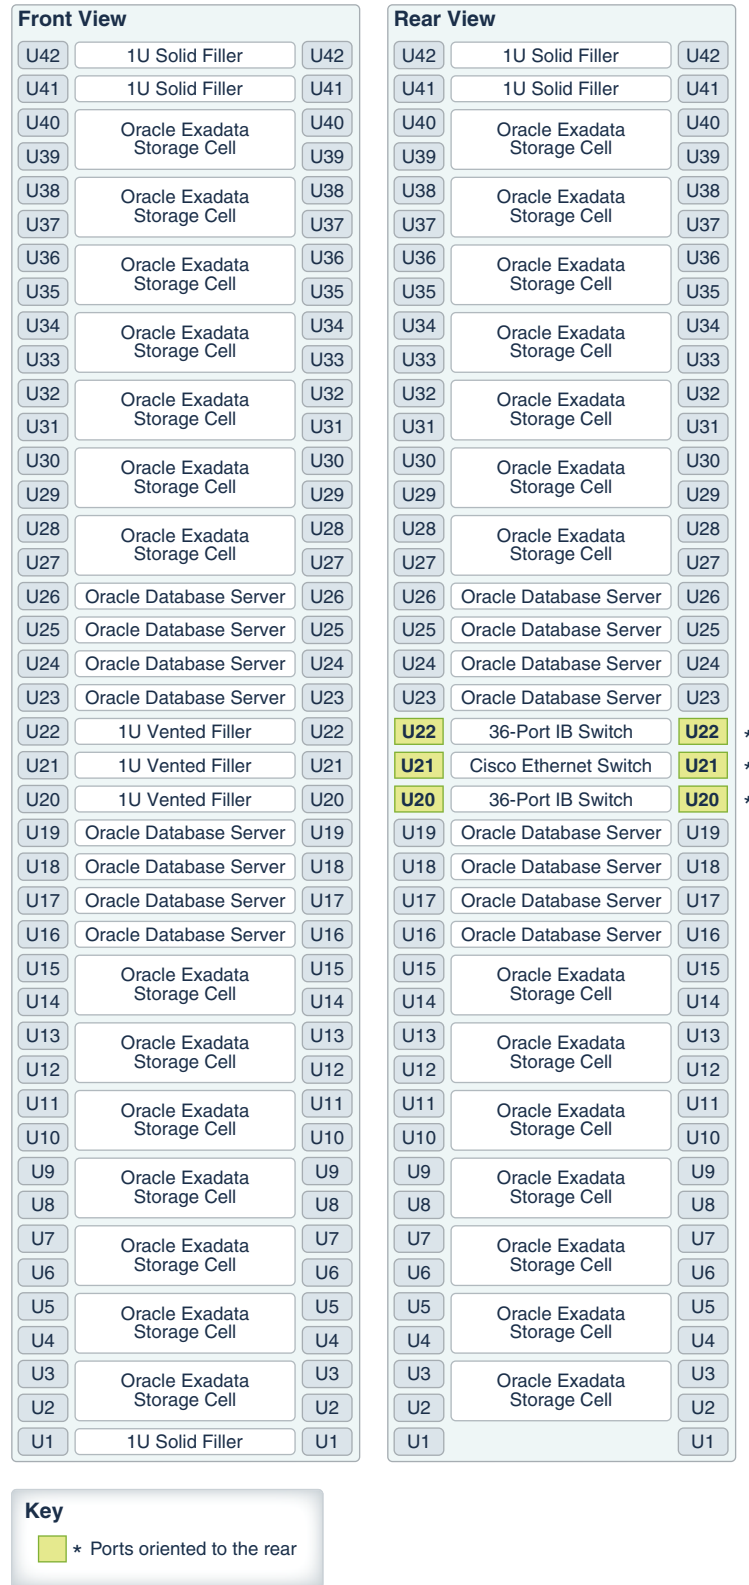 Front View
U42 1U Solid Filler U42
U41 1U Solid Filler U41
U40 Oracle Exadata U40
U39 Storage Cell U39
U38 Oracle Exadata U38
U37 Storage Cell U37
U36 Oracle Exadata U36
U35 Storage Cell U35
U34 Oracle Exadata U34
U33 Storage Cell U33
U32 Oracle Exadata U32
U31 Storage Cell U31
U30 Oracle Exadata U30
U29 Storage Cell U29
U28 Oracle Exadata U28
U27 Storage Cell U27
U26 Oracle Database Server U26
U25 Oracle Database Server U25
U24 Oracle Database Server U24
U23 Oracle Database Server U23
U22 1U Vented Filler U22
U21 1U Vented Filler U21
U20 1U Vented Filler U20
U19 Oracle Database Server U19
U18 Oracle Database Server U18
U17 Oracle Database Server U17
U16 Oracle Database Server U16
U15 Oracle Exadata U15
U14 Storage Cell U14
U13 Oracle Exadata U13
U12 Storage Cell U12
U11 Oracle Exadata U11
U10 Storage Cell U10
U9 Oracle Exadata U9
U8 Storage Cell U8
U7 Oracle Exadata U7
U6 Storage Cell U6
U5 Oracle Exadata U5
U4 Storage Cell U4
U3 Oracle Exadata U3
U2 Storage Cell U2
U1 1U Solid Filler U1
Rear View
U42 1U Solid Filler U42
U41 1U Solid Filler U41
U40 Oracle Exadata U40
U39 Storage Cell U39
U38 Oracle Exadata U38
U37 Storage Cell U37
U36 Oracle Exadata U36
U35 Storage Cell U35
U34 Oracle Exadata U34
U33 Storage Cell U33
U32 Oracle Exadata U32
U31 Storage Cell U31
U30 Oracle Exadata U30
U29 Storage Cell U29
U28 Oracle Exadata U28
U27 Storage Cell U27
U26 Oracle Database Server U26
U25 Oracle Database Server U25
U24 Oracle Database Server U24
U23 Oracle Database Server U23
U22 36-Port IB Switch U22 *
U21 Cisco Ethernet Switch U21 *
U20 36-Port IB Switch U20 *
U19 Oracle Database Server U19
U18 Oracle Database Server U18
U17 Oracle Database Server U17
U16 Oracle Database Server U16
U15 Oracle Exadata U15
U14 Storage Cell U14
U13 Oracle Exadata U13
U12 Storage Cell U12
U11 Oracle Exadata U11
U10 Storage Cell U10
U9 Oracle Exadata U9
U8 Storage Cell U8
U7 Oracle Exadata U7
U6 Storage Cell U6
U5 Oracle Exadata U5
U4 Storage Cell U4
U3 Oracle Exadata U3
U2 Storage Cell U2
U1 U1
Key
* Ports oriented to the rear